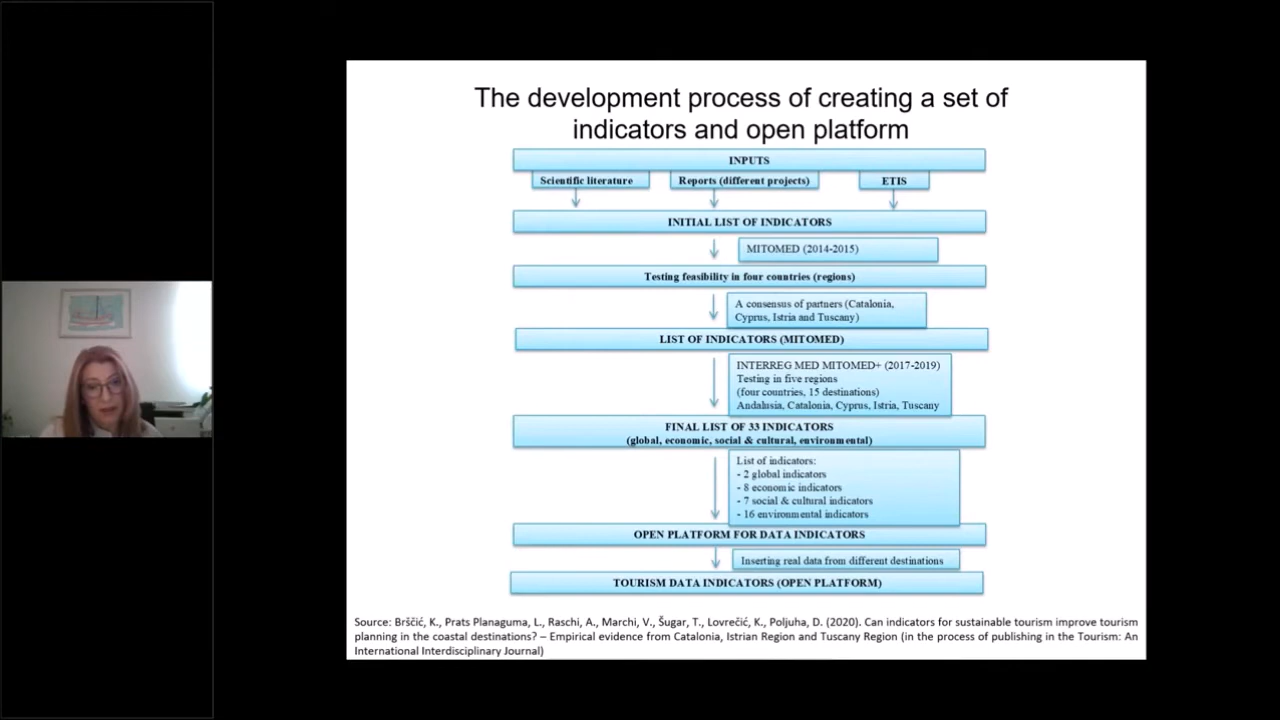 The development process of creating a set of
indicators and open platform
INPUTS
Scientific literature
Reports (different projects)
ETIS
INITIAL LIST OF INDICATORS
MITOMED (2014-2015)
Testing feasibility in four countries (regions)
A consensus of partners (Catalonia,
Cyprus, Istria and Tuscany)
LIST OF INDICATORS (MITOMED)
INTERREG MED MITOMED+ (2017-2019)
Testing in five regions
(four countries, 15 destinations)
Andalusia, Catalonia, Cyprus, Istria, Tuscany
FINAL LIST OF 33 INDICATORS
(global, economic, social & cultural, environmental)
List of indicators:
- 2 global indicators
- 8 economic indicators
- 7 social & cultural indicators
- 16 environmental indicators
OPEN PLATFORM FOR DATA INDICATORS
Inserting real data from different destinations
TOURISM DATA INDICATORS (OPEN PLATFORM)
Source: Brščić, K., Prats Planaguma, L., Raschi, A., Marchi, V., Šugar, T., Lovrečić, K., Poljuha, D. (2020). Can indicators for sustainable tourism improve tourism
planning in the coastal destinations? – Empirical evidence from Catalonia, Istrian Region and Tuscany Region (in the process of publishing in the Tourism: An
International Interdisciplinary Journal)